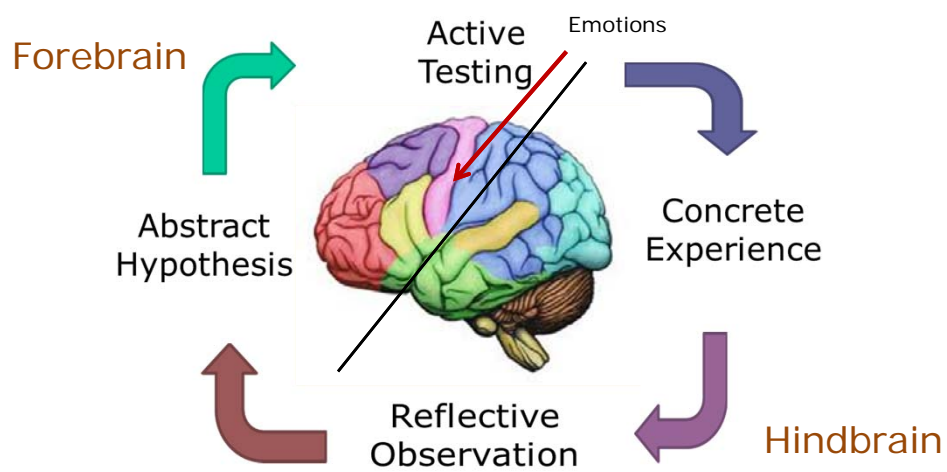 Emotions
Forebrain
Active
Testing
Abstract
Hypothesis
Concrete
Experience
Reflective
Observation
Hindbrain